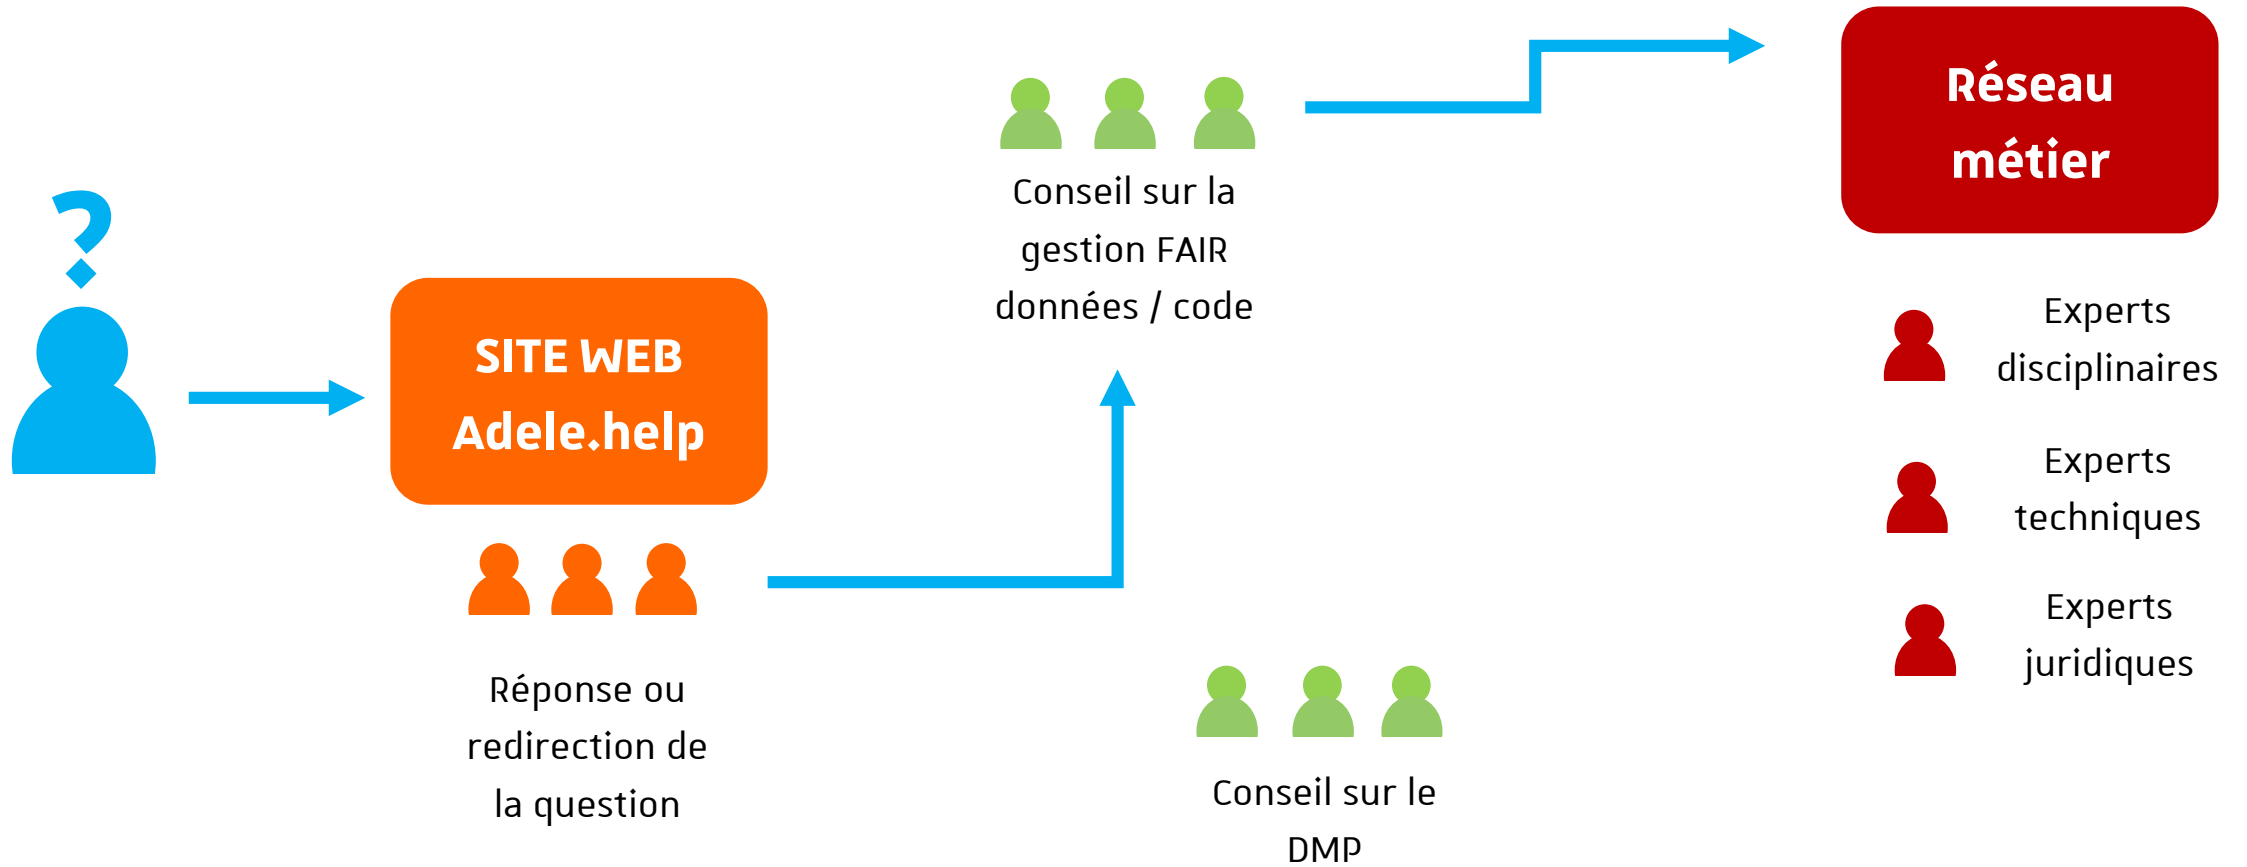 ?
SITE WEB
Adele.help
Réponse ou
redirection de
la question
Conseil sur la
gestion FAIR
données / code
Conseil sur le
DMP
Réseau
métier
Experts
disciplinaires
Experts
techniques
Experts
juridiques